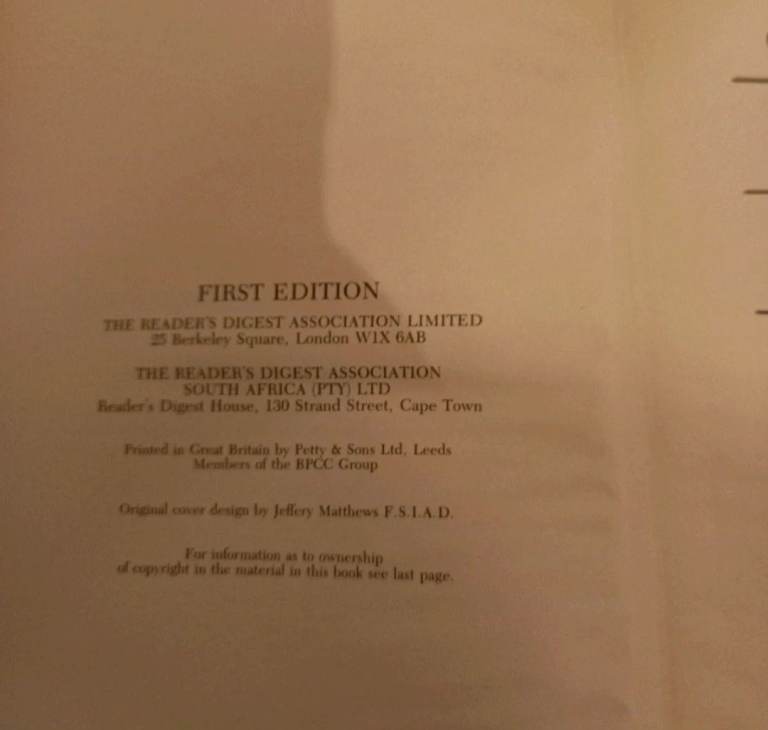 FIRST EDITION
THE READER'S DIGEST ASSOCIATION LIMITED
25 Berkeley Square, London W1X 6AB
THE READER'S DIGEST ASSOCIATION
SOUTH AFRICA (PTY) LTD
Reader's Digest House, 130 Strand Street, Cape Town
Printed in Great Britain by Petty & Sons Ltd, Leeds
Members of the BPCC Group
Original cover design by Jeffery Matthews F.S.I.A.D.
For information as to ownership
of copyright in the material in this book see last page.